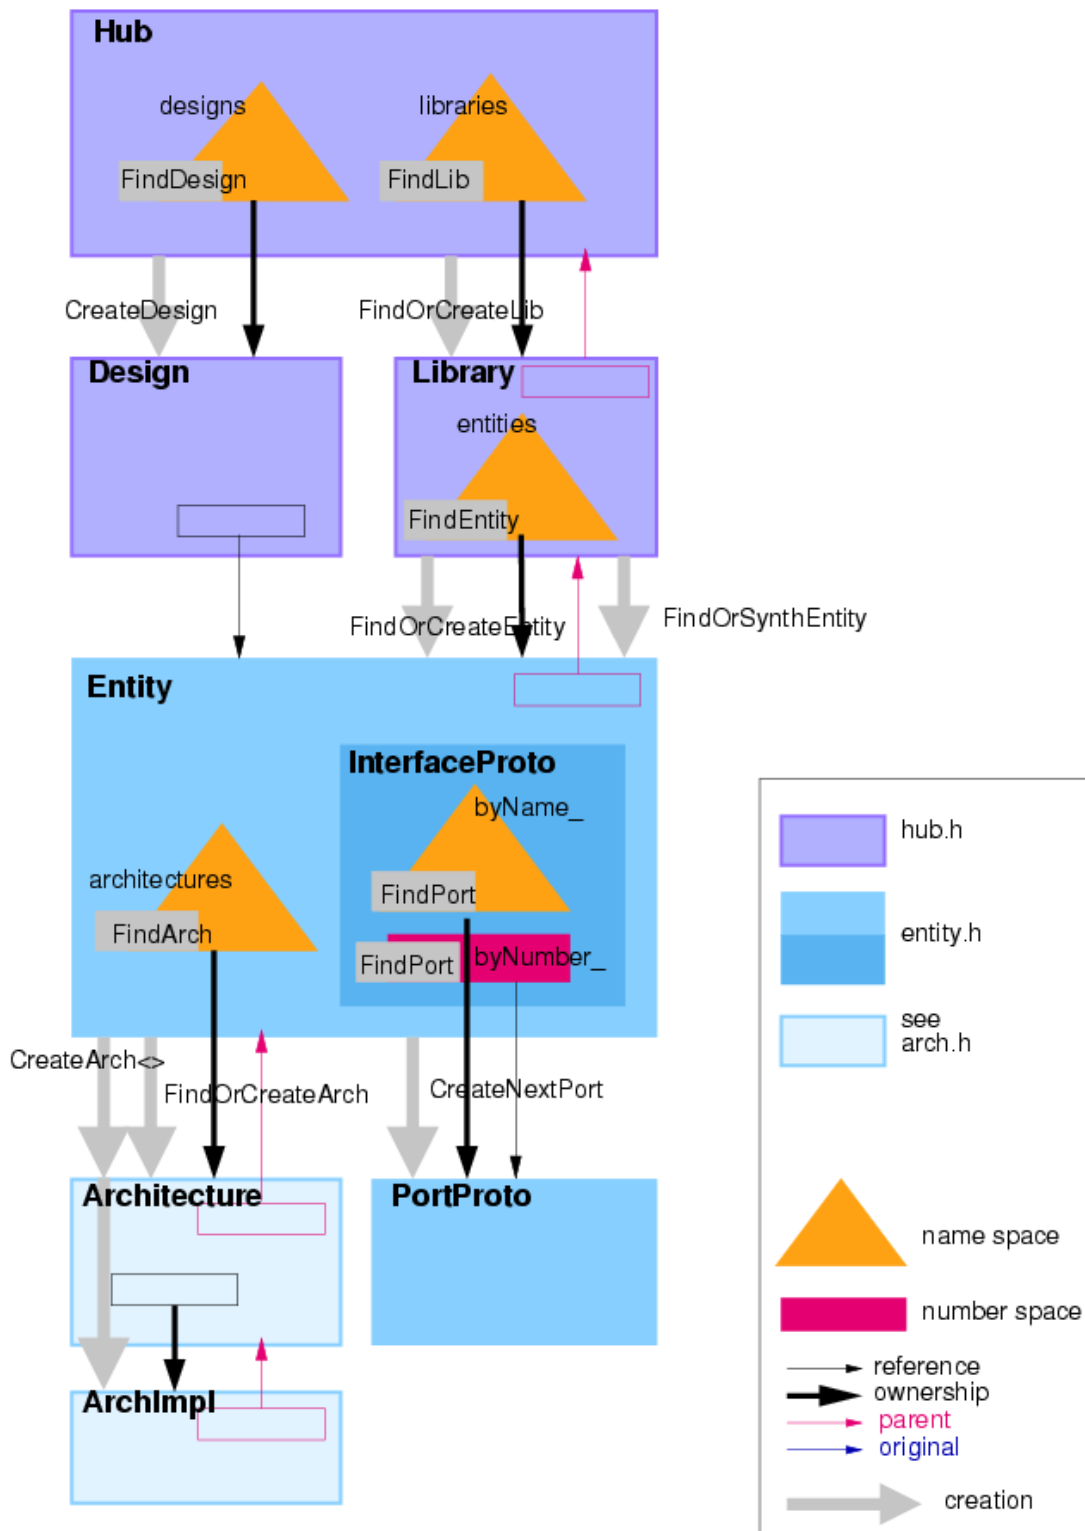 Hub
designs
libraries
FindDesign
FindLib
CreateDesign
FindOrCreateLib
Design
Library
entities
FindEntity
FindOrCreateEntity
FindOrSynthEntity
Entity
InterfaceProto
byName_
architectures
FindPort
FindArch
byNumber_
FindPort
CreateArch<>
FindOrCreateArch
CreateNextPort
Architecture
PortProto
ArchImpl
hub.h
entity.h
see
arch.h
name space
number space
reference
ownership
parent
original
creation